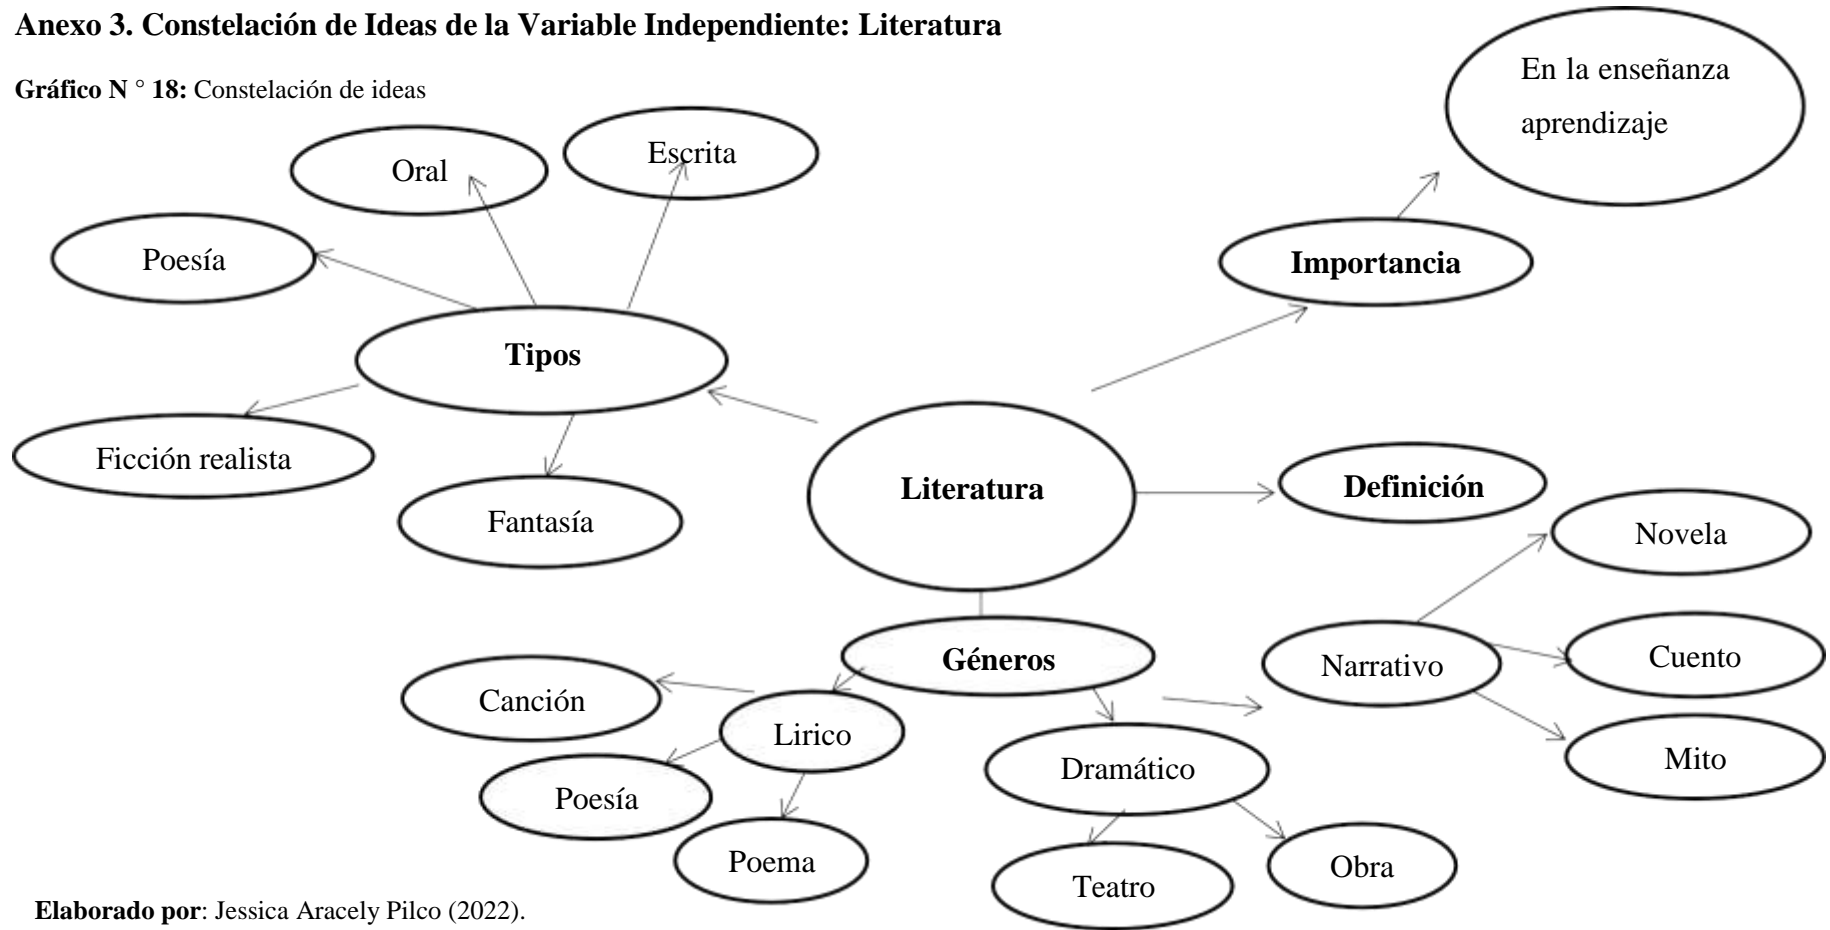 Anexo 3. Constelación de Ideas de la Variable Independiente: Literatura
Gráfico N ° 18: Constelación de ideas
En la enseñanza
aprendizaje
Escrita
Oral
Poesía
Importancia
Tipos
Ficción realista
Fantasía
Literatura
Definición
Novela
Géneros
Narrativo
Cuento
Canción
Lirico
Dramático
Mito
Poesía
Poema
Teatro
Obra
Elaborado por: Jessica Aracely Pilco (2022).